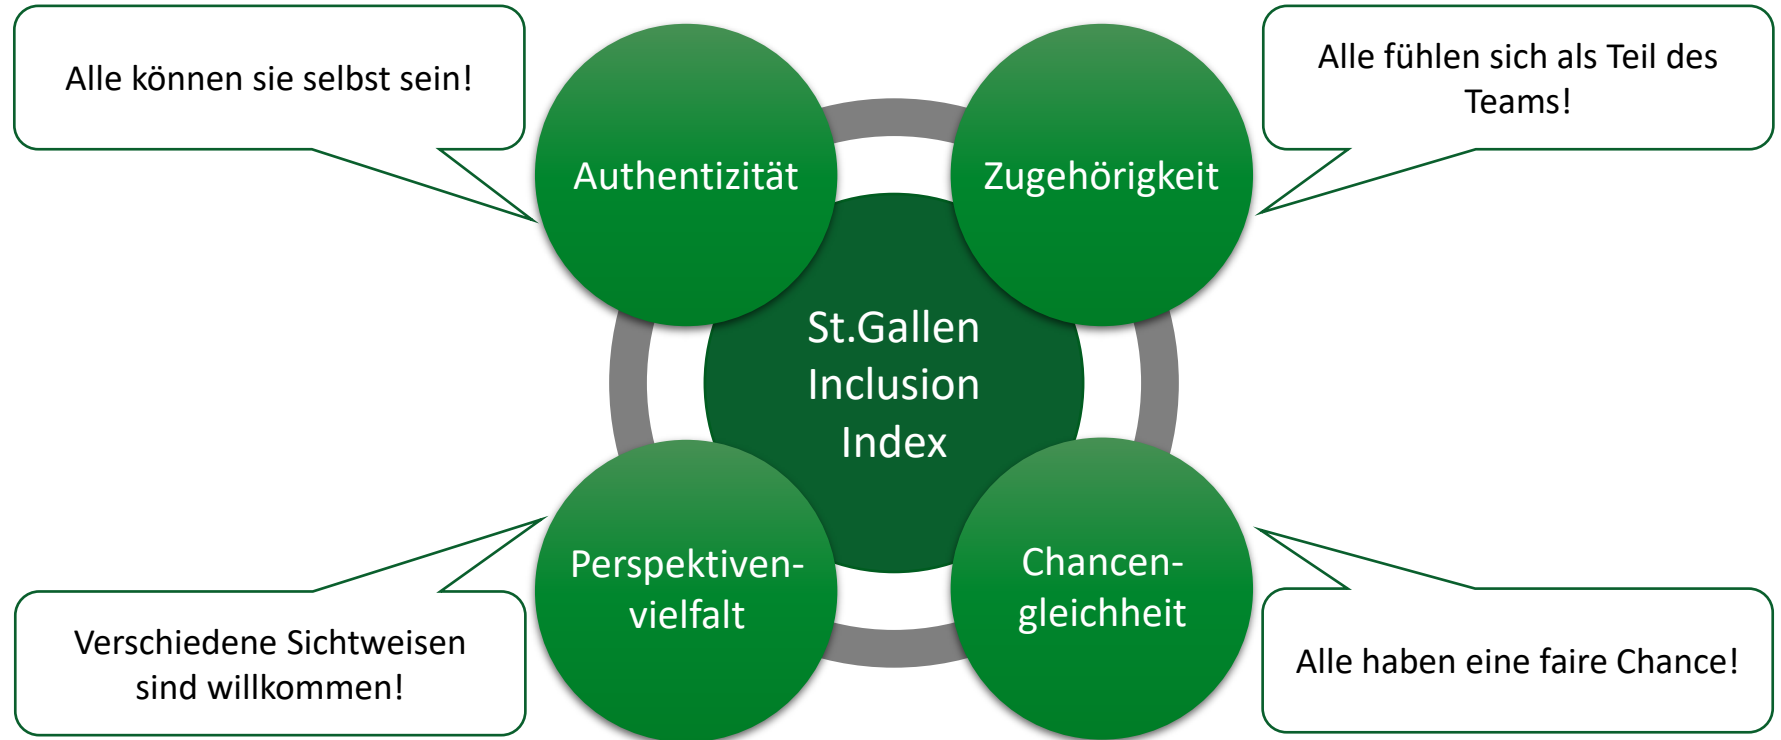 Alle können sie selbst sein!
Authentizität
Zugehörigkeit
Alle fühlen sich als Teil des
Teams!
St.Gallen
Inclusion
Index
Verschiedene Sichtweisen
sind willkommen!
Perspektiven-
vielfalt
Chancen-
gleichheit
Alle haben eine faire Chance!